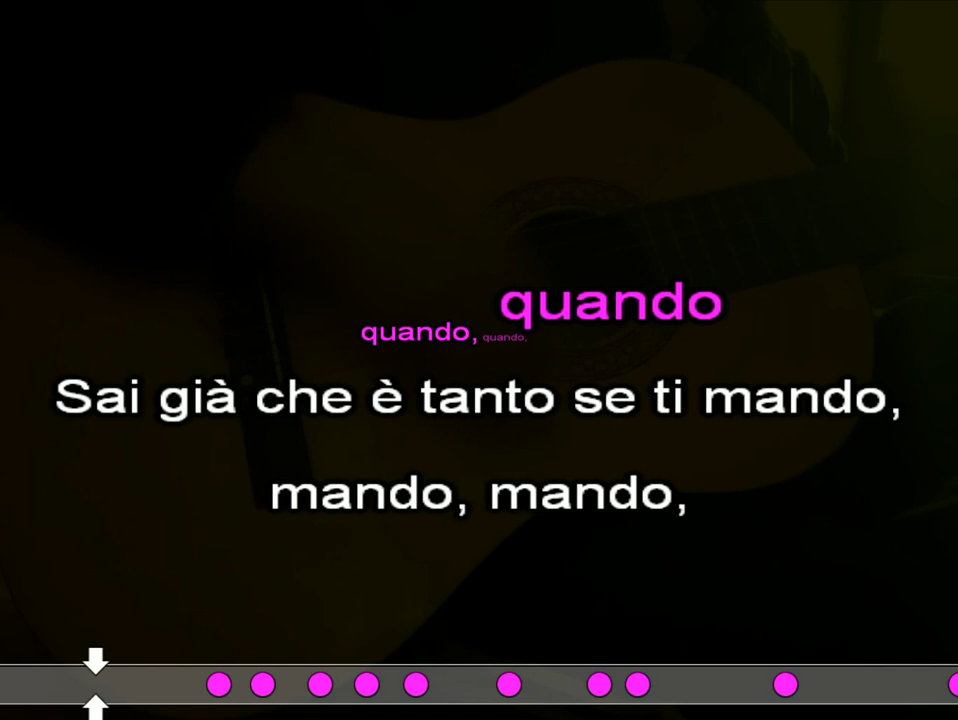 quando, quando, quando
Sai già che è tanto se ti mando,
mando, mando,